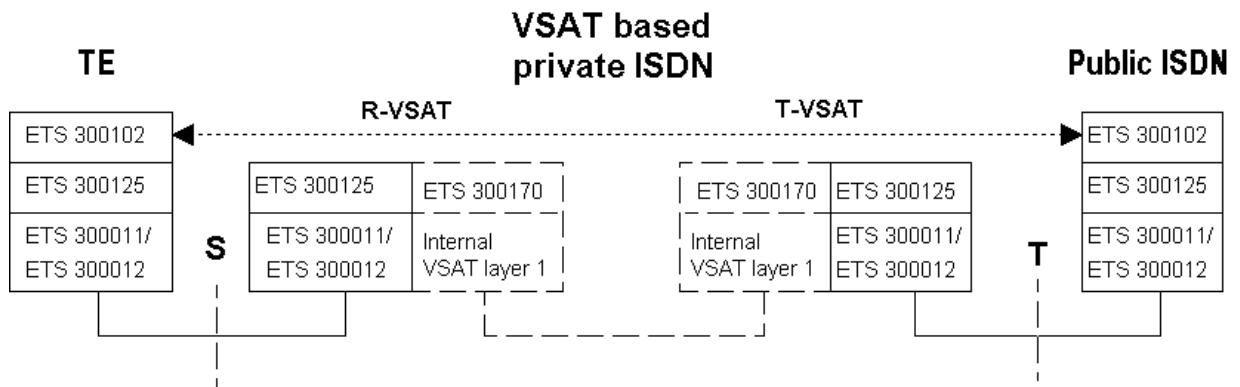 VSAT based
private ISDN
TE
Public ISDN
R-VSAT
T-VSAT
ETS 300102
ETS 300102
ETS 300125
ETS 300125
ETS 300170
ETS 300170
ETS 300125
ETS 300125
ETS 300011/
ETS 300012
S
ETS 300011/
ETS 300012
Internal
VSAT layer 1
Internal
VSAT layer 1
ETS 300011/
ETS 300012
T
ETS 300011/
ETS 300012